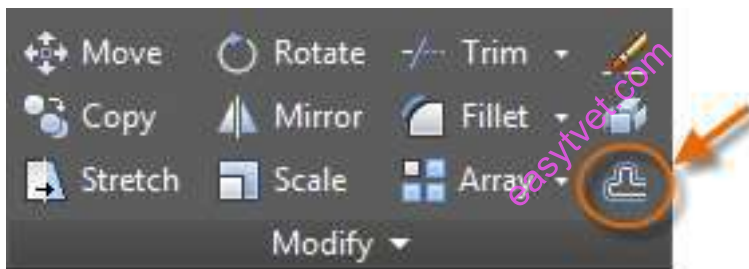 Move Rotate Trim
Copy Mirror Fillet
Stretch Scale Array
Modify
easytvet.com